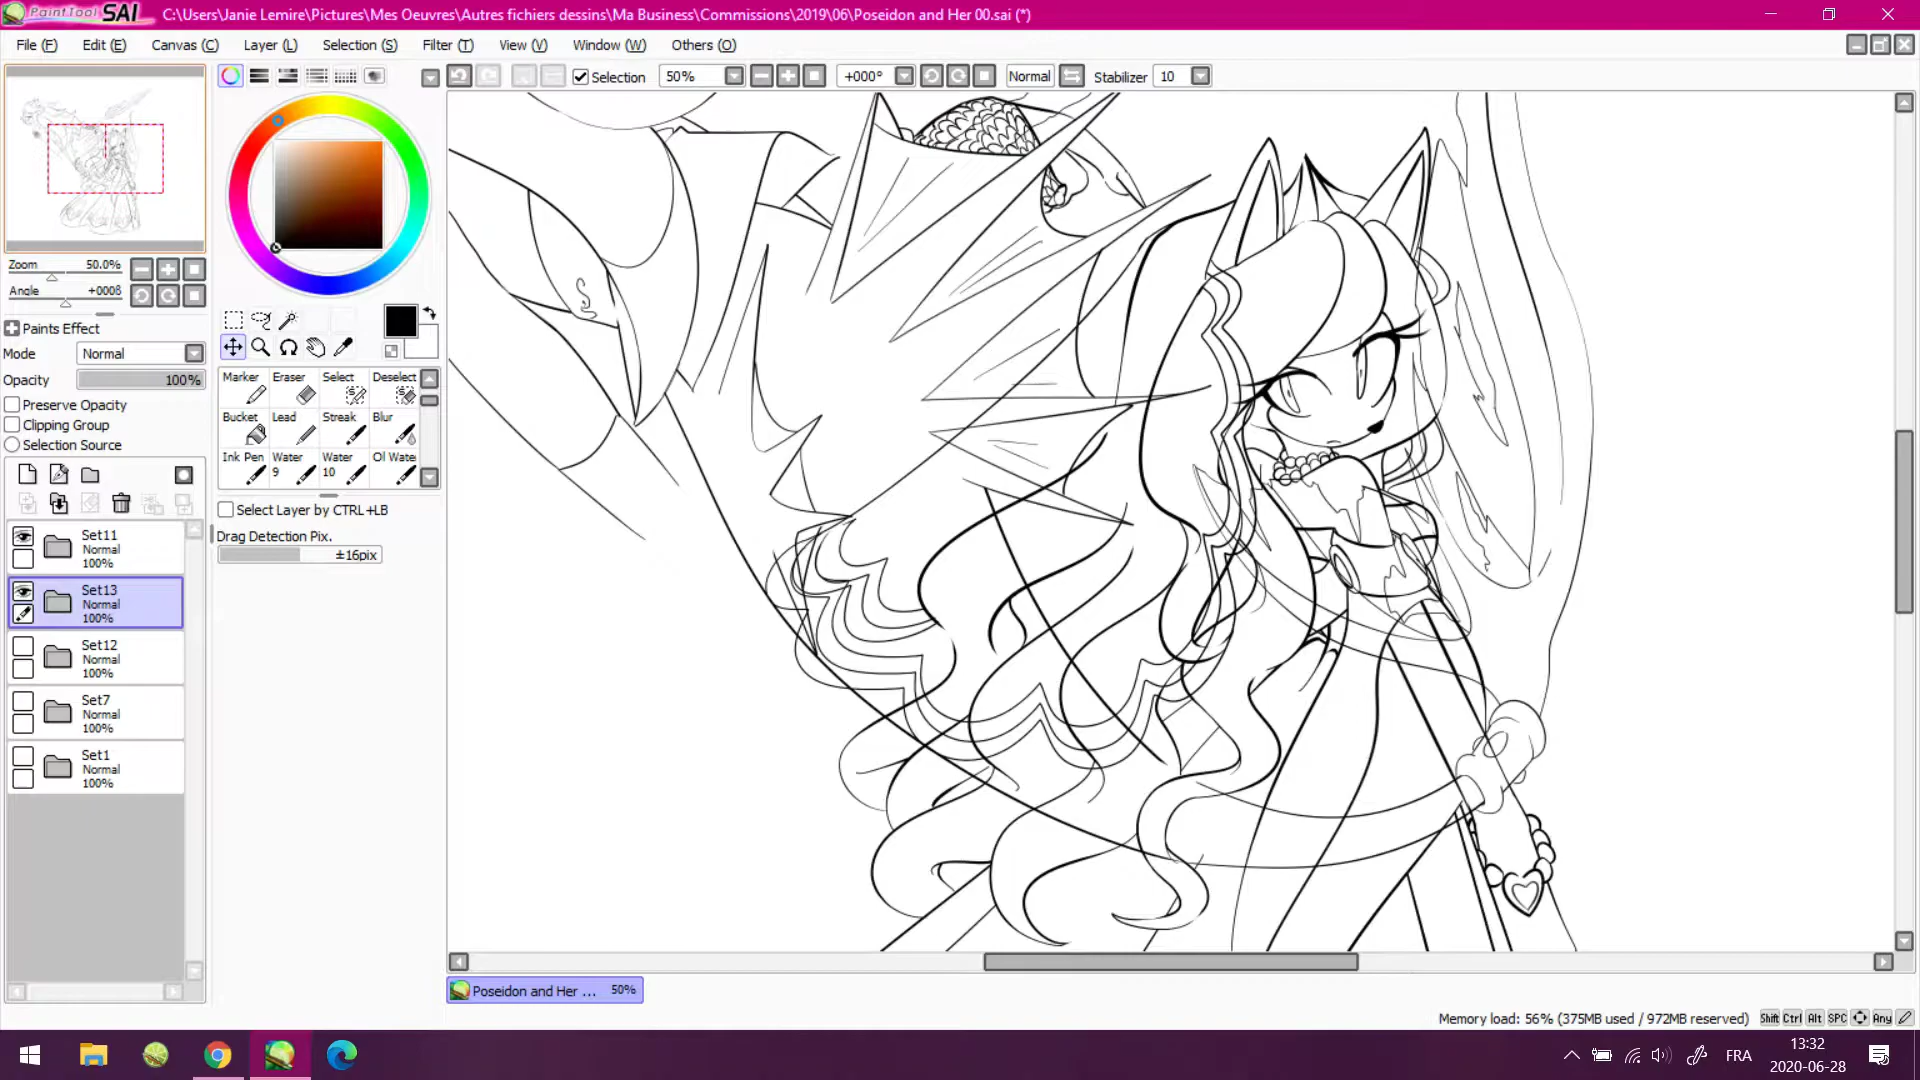 PaintTool SAI C:\Users\Janie Lemire\Pictures\Mes Oeuvres\Autres fichiers dessins\Ma Business\Commissions\2019\06\Poseidon and Her 00.sai (*)
File (F) Edit (E) Canvas (C) Layer (L) Selection (S) Filter (T) View (V) Window (W) Others (O)
Selection 50% +000° Normal Stabilizer 10
Zoom 50.0%
Angle +000
Paints Effect
Mode Normal
Opacity 100%
Preserve Opacity
Clipping Group
Selection Source
Marker Eraser Select Deselect
Bucket Lead Streak Blur
Ink Pen Water 9 Water 10 Ol Wate
Select Layer by CTRL+LB
Drag Detection Pix.
±16pix
Set11
Normal
100%
Set13
Normal
100%
Set12
Normal
100%
Set7
Normal
100%
Set1
Normal
100%
Poseidon and Her ... 50%
Memory load: 56% (375MB used / 972MB reserved) Shift Ctrl Alt SPC Any
FRA
13:32
2020-06-28